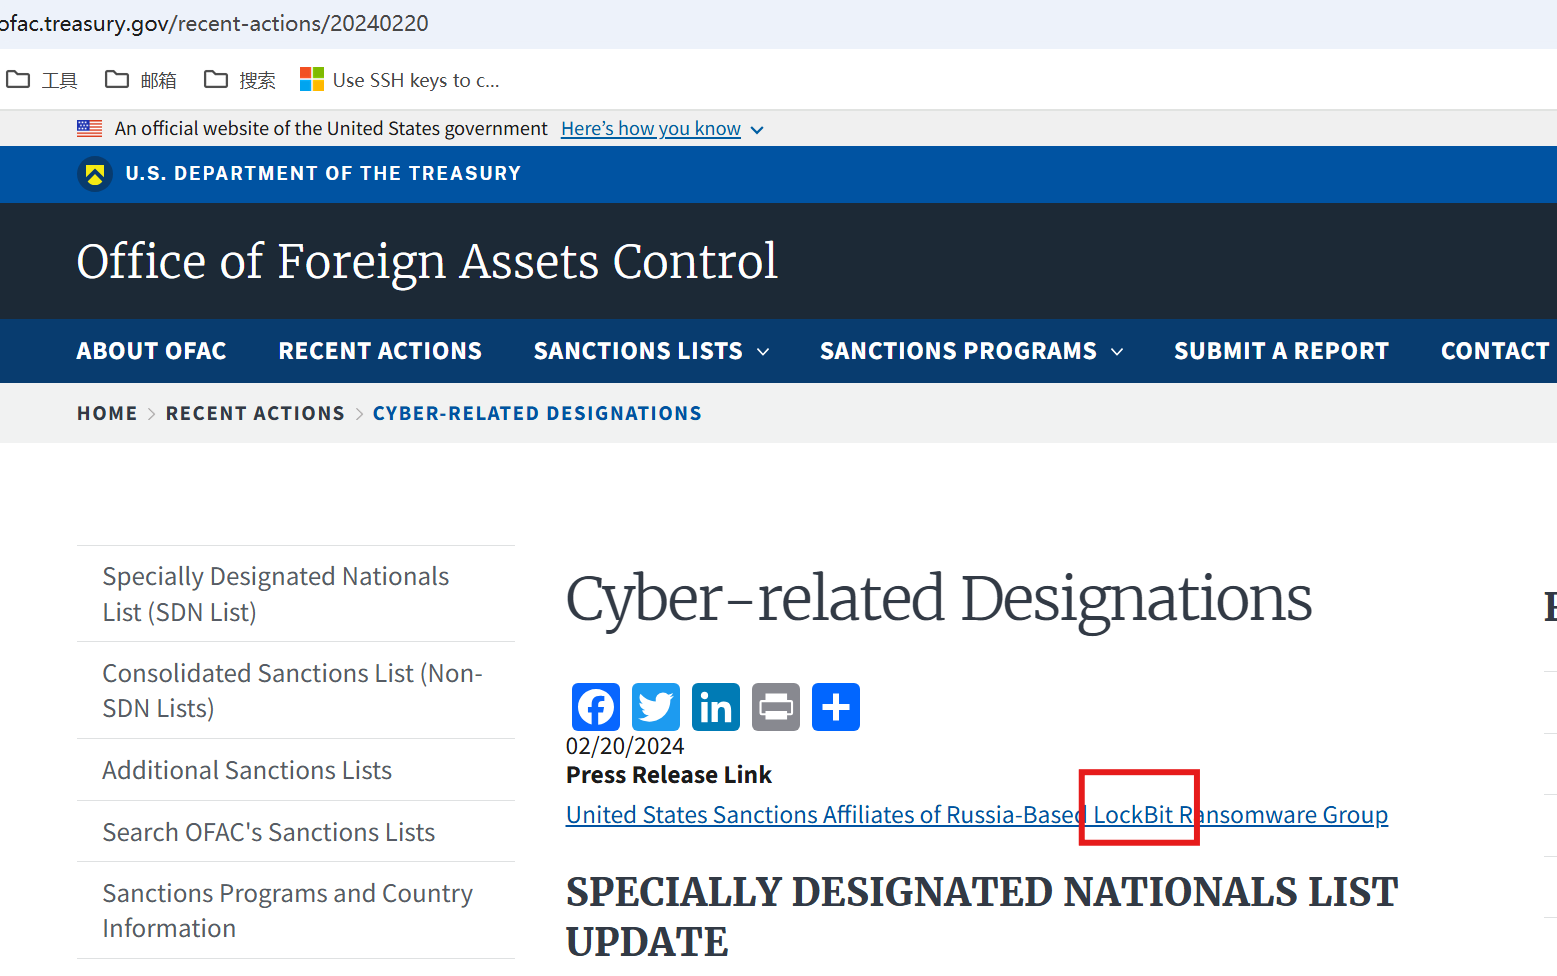 ofac.treasury.gov/recent-actions/20240220
工具 邮箱 搜索 Use SSH keys to c...
An official website of the United States government Here’s how you know
U.S. DEPARTMENT OF THE TREASURY
Office of Foreign Assets Control
ABOUT OFAC RECENT ACTIONS SANCTIONS LISTS SANCTIONS PROGRAMS SUBMIT A REPORT CONTACT
HOME > RECENT ACTIONS > CYBER-RELATED DESIGNATIONS
Specially Designated Nationals
List (SDN List)
Consolidated Sanctions List (Non-
SDN Lists)
Additional Sanctions Lists
Search OFAC's Sanctions Lists
Sanctions Programs and Country
Information
Cyber-related Designations
02/20/2024
Press Release Link
United States Sanctions Affiliates of Russia-Based LockBit Ransomware Group
SPECIALLY DESIGNATED NATIONALS LIST
UPDATE